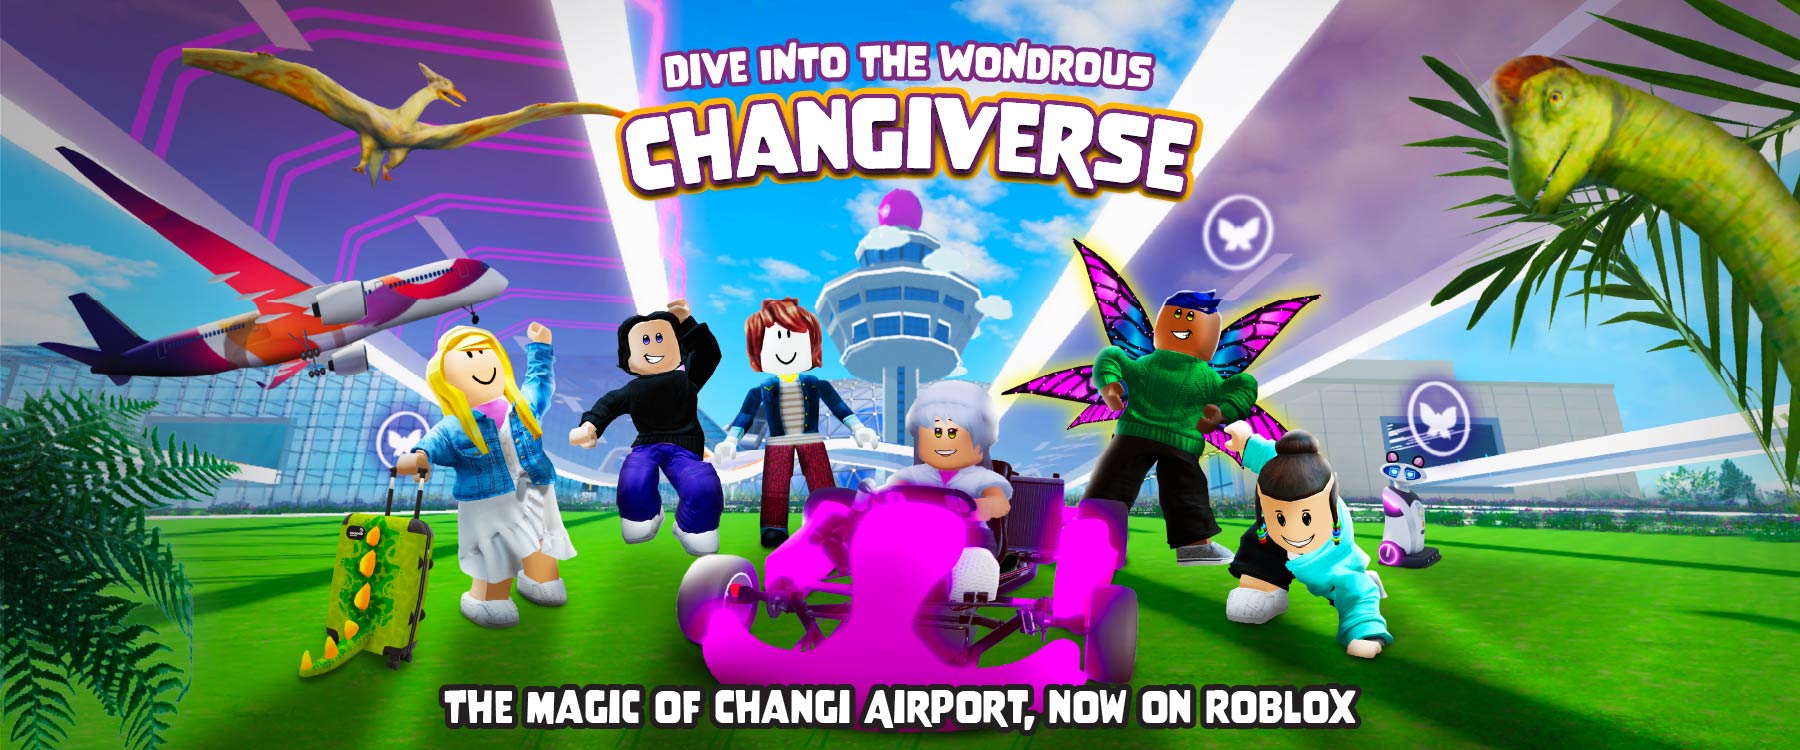 DIVE INTO THE WONDROUS
CHANGIVERSE
THE MAGIC OF CHANGI AIRPORT, NOW ON ROBLOX